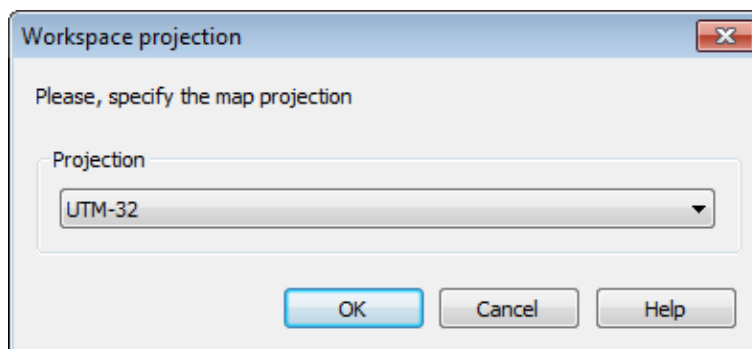 Workspace projection
Please, specify the map projection
Projection
UTM-32
OK Cancel Help